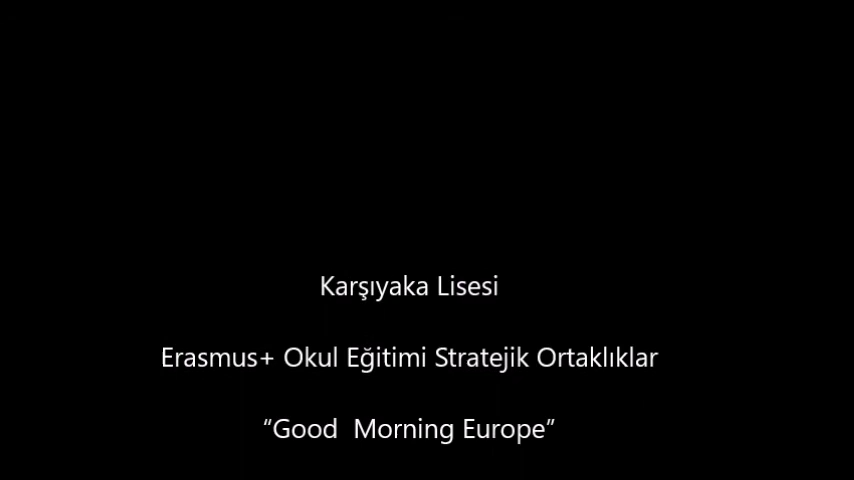 Karşıyaka Lisesi
Erasmus+ Okul Eğitimi Stratejik Ortaklıklar
“Good  Morning Europe”